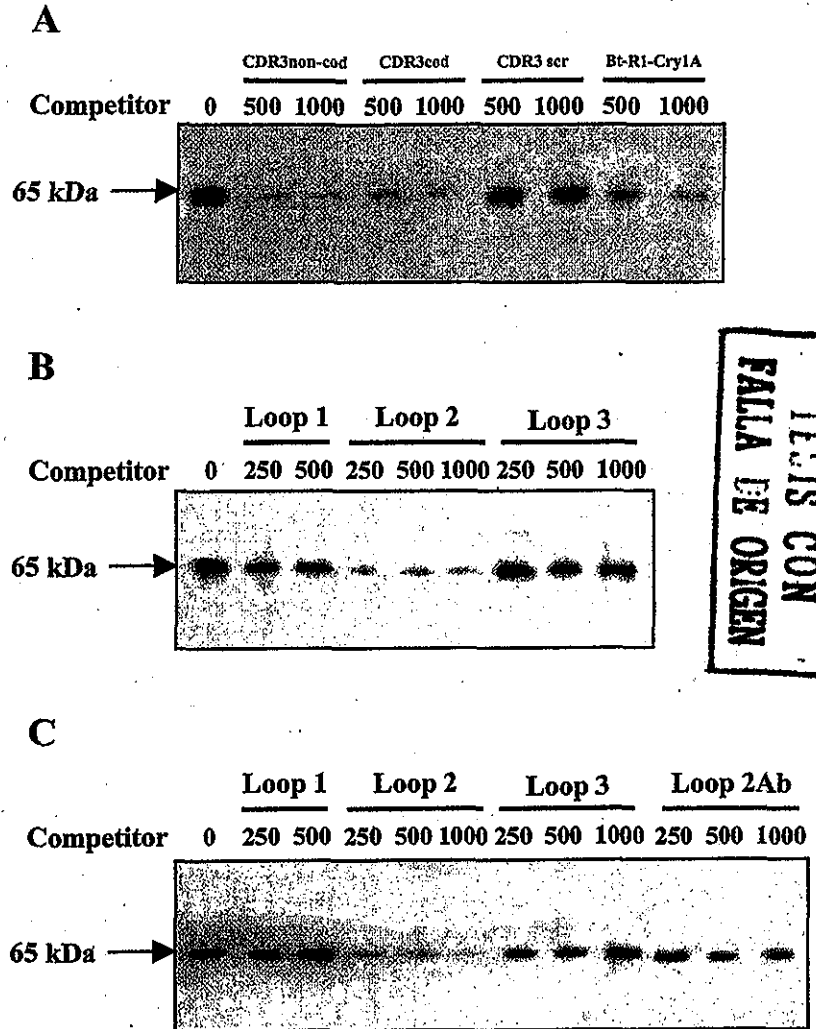 A
CDR3non-cod CDR3cod CDR3 scr Bt-R1-Cry1A
Competitor 0 500 1000 500 1000 500 1000 500 1000
65 kDa
B
Loop 1 Loop 2 Loop 3
Competitor 0 250 500 250 500 1000 250 500 1000
65 kDa
TESIS CON
FALLA DE ORIGEN
C
Loop 1 Loop 2 Loop 3 Loop 2Ab
Competitor 0 250 500 250 500 1000 250 500 1000 250 500 1000
65 kDa